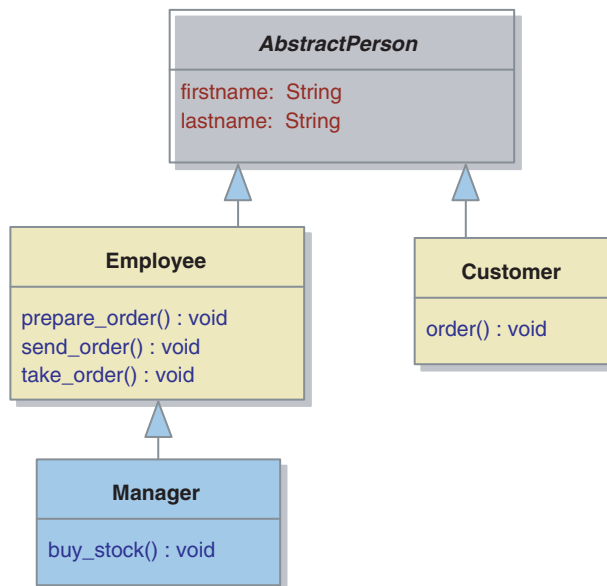 AbstractPerson
firstname: String
lastname: String
Employee
prepare_order() : void
send_order() : void
take_order() : void
Customer
order() : void
Manager
buy_stock() : void